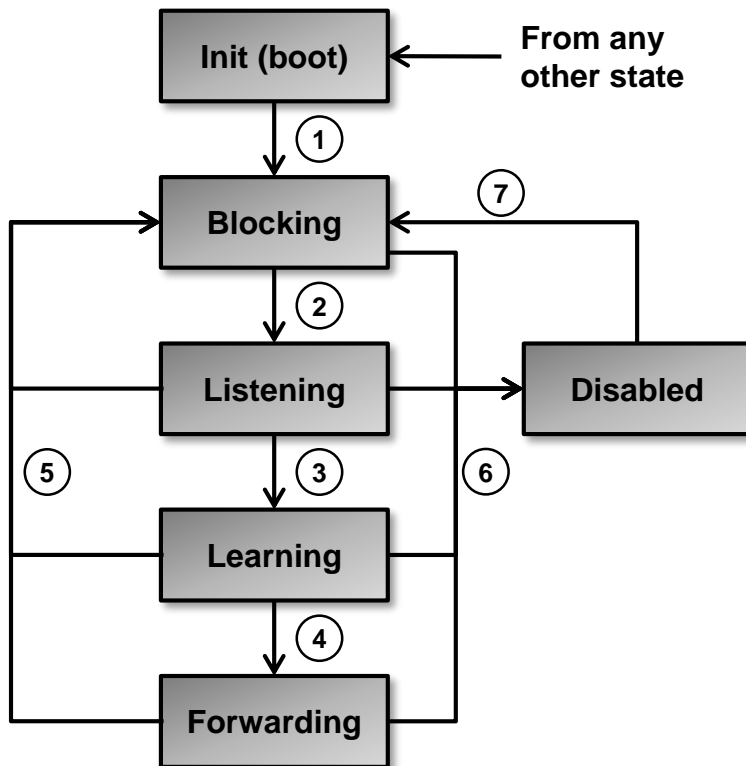 Init (boot)
From any
other state
1
Blocking
7
2
Listening
Disabled
5
3
6
Learning
4
Forwarding